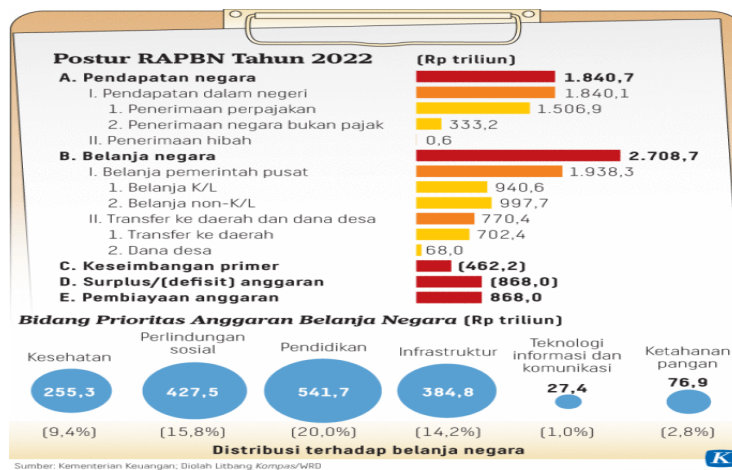 Postur RAPBN Tahun 2022 (Rp triliun)
A. Pendapatan negara 1.840,7
I. Pendapatan dalam negeri 1.840,1
1. Penerimaan perpajakan 1.506,9
2. Penerimaan negara bukan pajak 333,2
II. Penerimaan hibah 0,6
B. Belanja negara 2.708,7
I. Belanja pemerintah pusat 1.938,3
1. Belanja K/L 940,6
2. Belanja non-K/L 997,7
II. Transfer ke daerah dan dana desa 770,4
1. Transfer ke daerah 702,4
2. Dana desa 68,0
C. Keseimbangan primer (462,2)
D. Surplus/(defisit) anggaran (868,0)
E. Pembiayaan anggaran 868,0
Bidang Prioritas Anggaran Belanja Negara (Rp triliun)
Kesehatan
255,3
(9,4%)
Perlindungan
sosial
427,5
(15,8%)
Pendidikan
541,7
(20,0%)
Infrastruktur
384,8
(14,2%)
Teknologi
informasi dan
komunikasi
27,4
(1,0%)
Ketahanan
pangan
76,9
(2,8%)
Distribusi terhadap belanja negara
K
Sumber: Kementerian Keuangan; Diolah Litbang Kompas/WRD